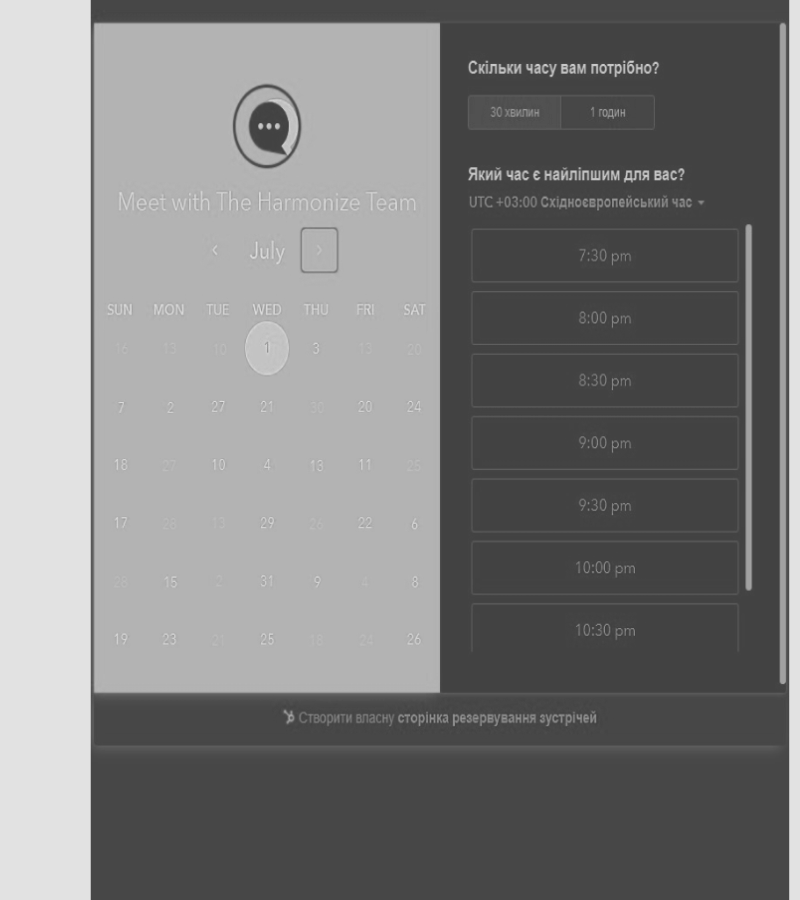 Meet with The Harmonize Team
July
SUN MON TUE WED THU FRI SAT
16 13 10 1 3 13 20
7 2 27 21 30 20 24
18 27 10 4 13 11 25
17 28 13 29 26 22 6
28 15 2 31 9 4 8
19 23 25 18 24 26
Скільки часу вам потрібно?
30 хвилин 1 годин
Який час є найліпшим для вас?
UTC +03:00 Східноєвропейський час
7:30 pm
8:00 pm
8:30 pm
9:00 pm
9:30 pm
10:00 pm
10:30 pm
Створити власну сторінка резервування зустрічей